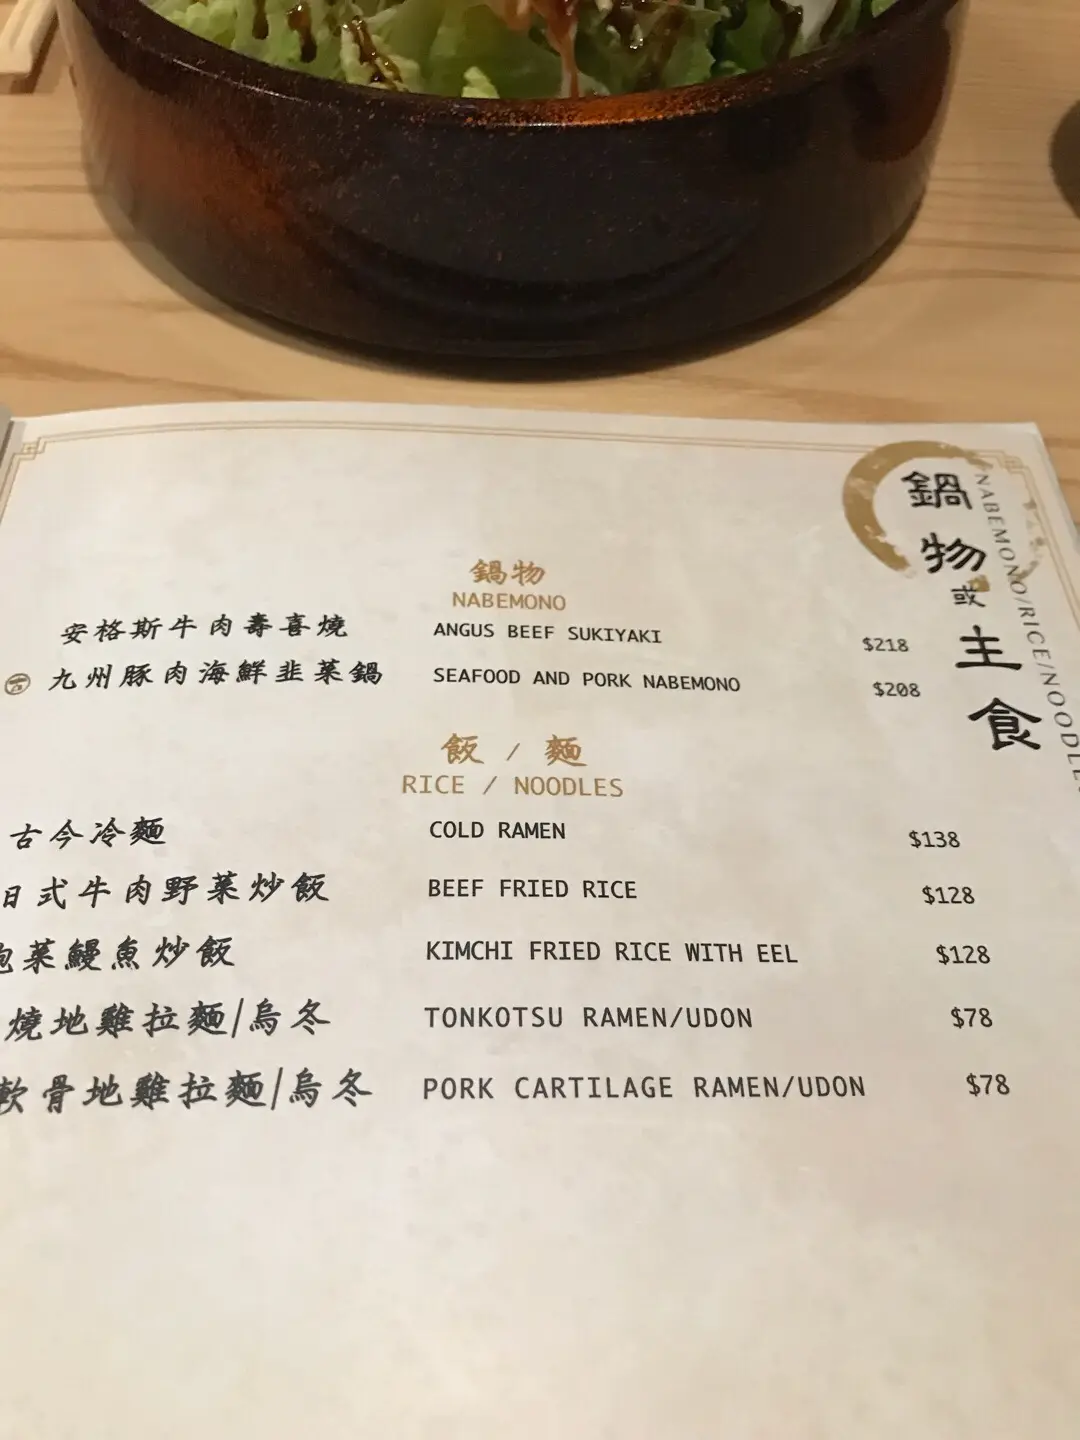 鍋物
或
主食
NABEMONO/RICE/NOODLE
鍋物
NABEMONO
安格斯牛肉壽喜燒 ANGUS BEEF SUKIYAKI $218
九州豚肉海鮮韭菜鍋 SEAFOOD AND PORK NABEMONO $208
飯 / 麵
RICE / NOODLES
古今冷麵 COLD RAMEN $138
日式牛肉野菜炒飯 BEEF FRIED RICE $128
泡菜鰻魚炒飯 KIMCHI FRIED RICE WITH EEL $128
燒地雞拉麵/烏冬 TONKOTSU RAMEN/UDON $78
軟骨地雞拉麵/烏冬 PORK CARTILAGE RAMEN/UDON $78